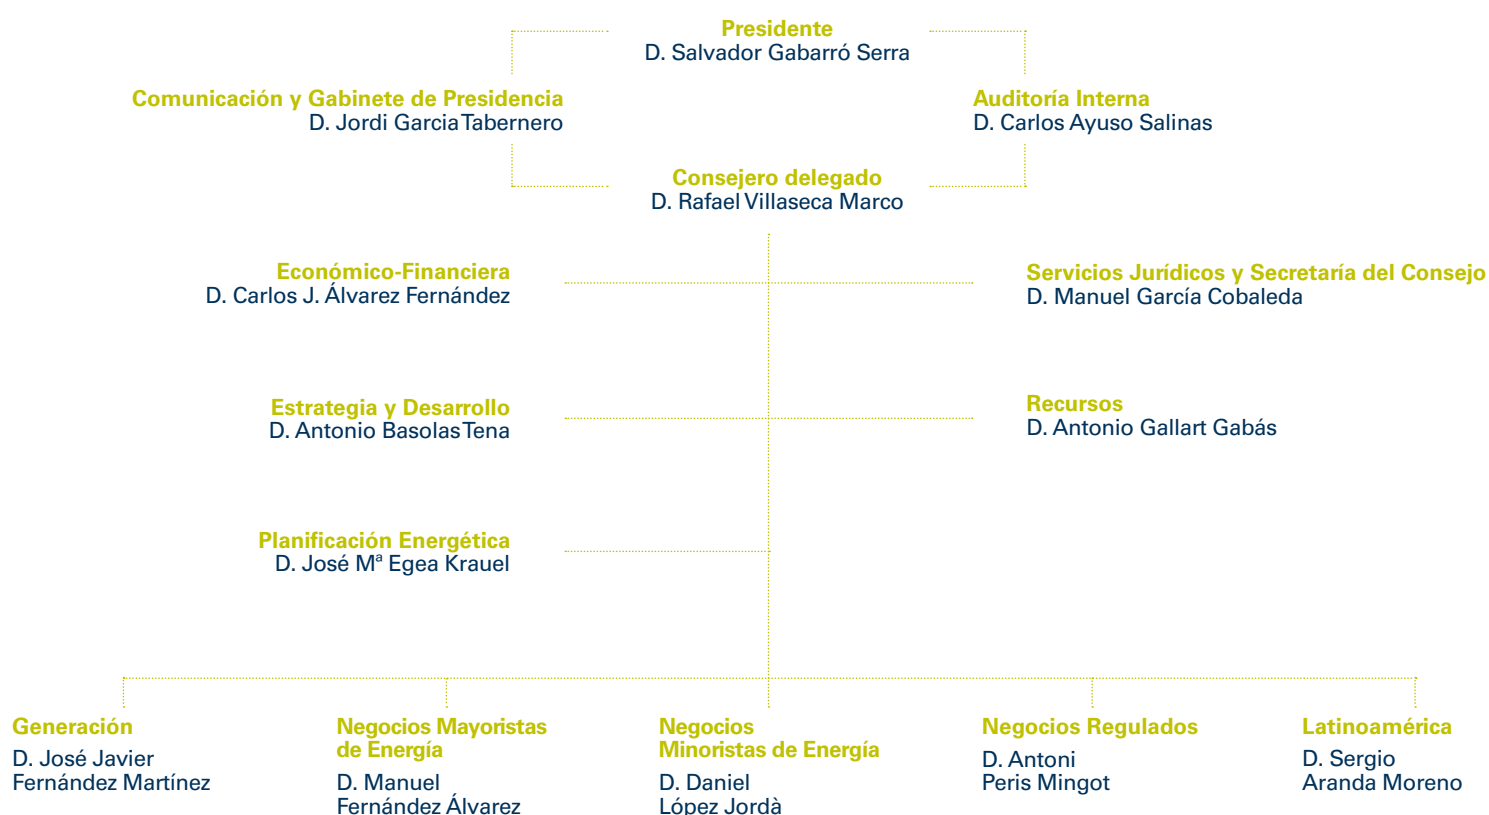 Presidente
D. Salvador Gabarró Serra
Comunicación y Gabinete de Presidencia
D. Jordi Garcia Tabernero
Auditoría Interna
D. Carlos Ayuso Salinas
Consejero delegado
D. Rafael Villaseca Marco
Económico-Financiera
D. Carlos J. Álvarez Fernández
Servicios Jurídicos y Secretaría del Consejo
D. Manuel García Cobaleda
Estrategia y Desarrollo
D. Antonio Basolas Tena
Recursos
D. Antonio Gallart Gabás
Planificación Energética
D. José Mª Egea Krauel
Generación
D. José Javier
Fernández Martínez
Negocios Mayoristas
de Energía
D. Manuel
Fernández Álvarez
Negocios
Minoristas de Energía
D. Daniel
López Jordà
Negocios Regulados
D. Antoni
Peris Mingot
Latinoamérica
D. Sergio
Aranda Moreno